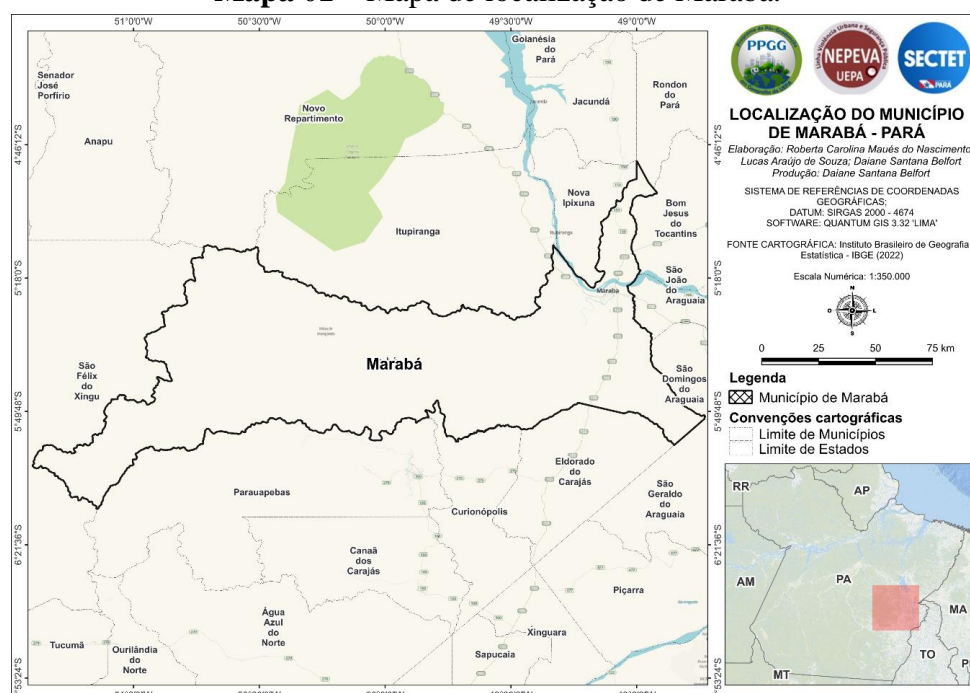 Mapa 02 – Mapa de localização de Marabá.
51°0'0"W
50°30'0"W
50°0'0"W
49°30'0"W
49°0'0"W
4°46'12"S
5°18'0"S
5°49'48"S
6°21'36"S
4°46'12"S
5°18'0"S
5°49'48"S
6°21'36"S
Senador
José
Porfírio
Anapu
Novo
Repartimento
Goianésia
do
Pará
Jacundá
Rondon
do
Pará
Itupiranga
Nova
Ipixuna
Bom
Jesus
do
Tocantins
São
João
do
Araguaia
Marabá
Marabá
São
Félix
do
Xingu
São
Domingos
do
Araguaia
Parauapebas
Eldorado
do
Carajás
Curionópolis
São
Geraldo
do
Araguaia
Canaã
dos
Carajás
Piçarra
Água
Azul
do
Norte
Tucumã
Ourilândia
do
Norte
Xinguara
Sapucaia
PPGG
NEPEVA
UEPA
SECTET
PARÁ
LOCALIZAÇÃO DO MUNICÍPIO
DE MARABÁ - PARÁ
Elaboração: Roberta Carolina Maués do Nascimento
Lucas Araújo de Souza; Daiane Santana Belfort
Produção: Daiane Santana Belfort
SISTEMA DE REFERÊNCIAS DE COORDENADAS
GEOGRÁFICAS;
DATUM: SIRGAS 2000 - 4674
SOFTWARE: QUANTUM GIS 3.32 'LIMA'
FONTE CARTOGRÁFICA: Instituto Brasileiro de Geografia
Estatística - IBGE (2022)
Escala Numérica: 1:350.000
N
O
L
S
0 25 50 75 km
Legenda
Município de Marabá
Convenções cartográficas
Limite de Municípios
Limite de Estados
RR
AP
AM
PA
MA
TO
MT